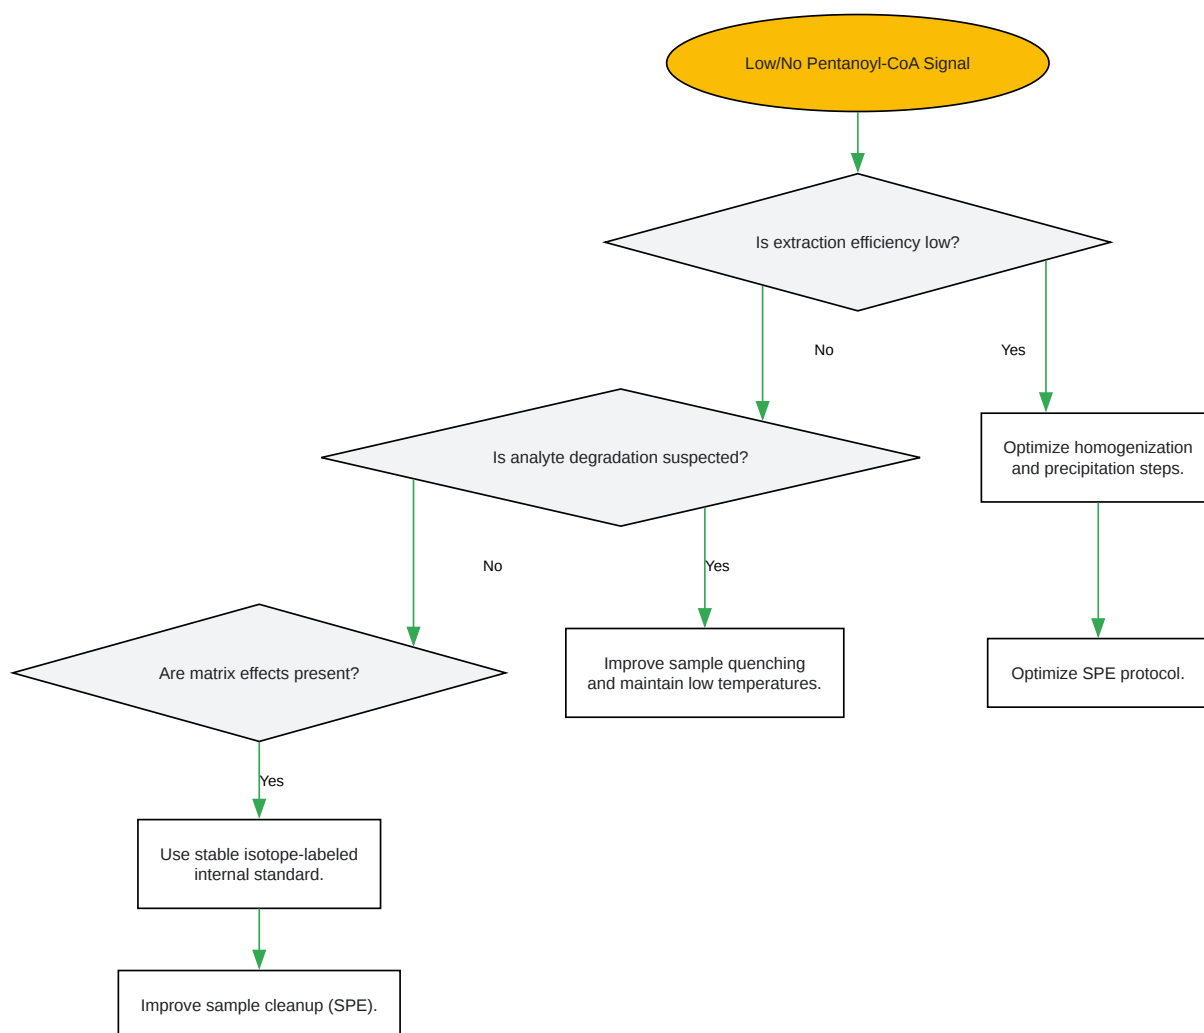 Low/No Pentanoyl-CoA Signal
Is extraction efficiency low?
No
Yes
Optimize homogenization
and precipitation steps.
Is analyte degradation suspected?
No
Yes
Improve sample quenching
and maintain low temperatures.
Optimize SPE protocol.
Are matrix effects present?
Yes
Use stable isotope-labeled
internal standard.
Improve sample cleanup (SPE).